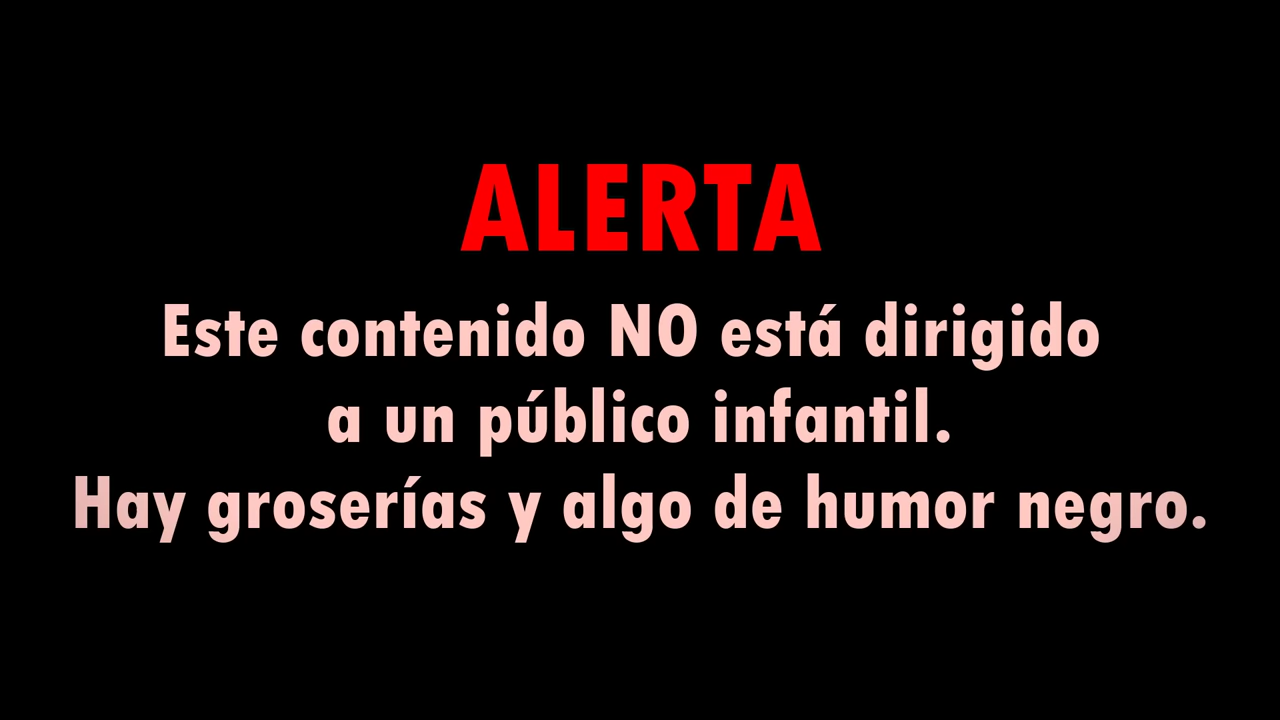 ALERTA
Este contenido NO está dirigido
a un público infantil.
Hay groserías y algo de humor negro.